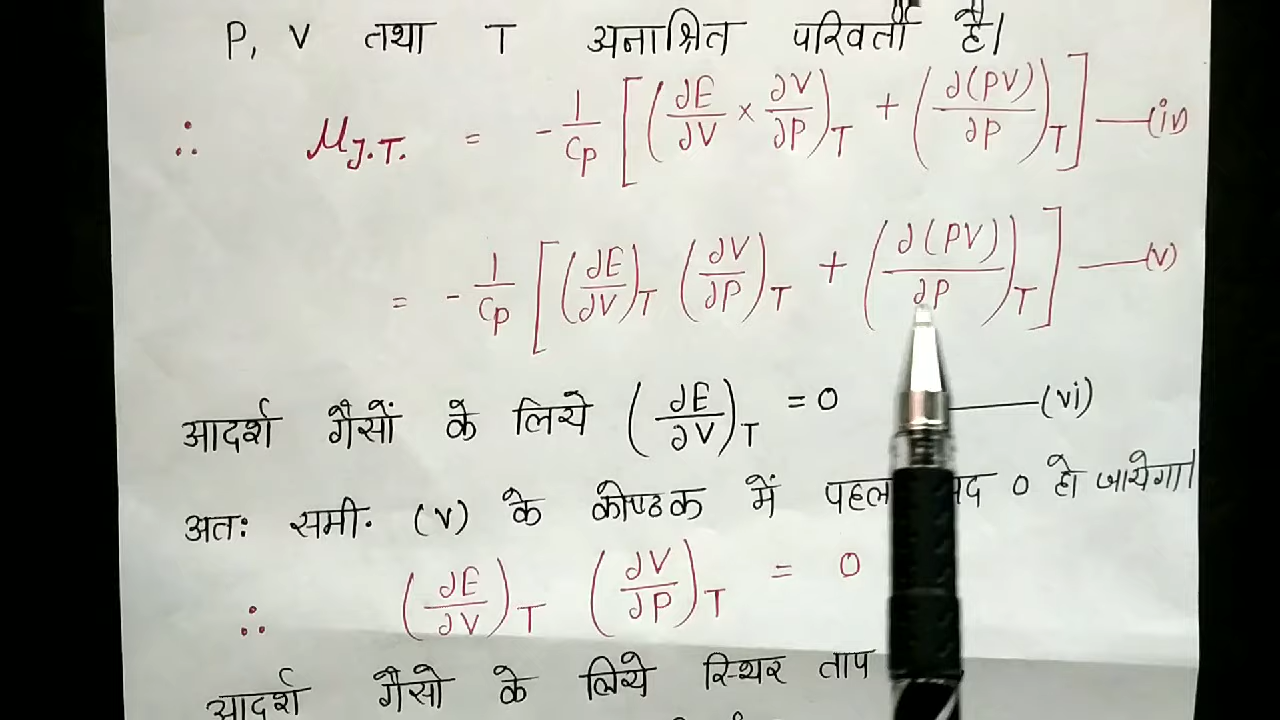 P, V तथा T अनाश्रित परिवर्ती है।
∴ μJ.T. = -1/Cp [(∂E/∂V × ∂V/∂P)T + (∂(PV)/∂P)T] —(iv)
= -1/Cp [(∂E/∂V)T (∂V/∂P)T + (∂(PV)/∂P)T] —(v)
आदर्श गैसों के लिये (∂E/∂V)T = 0 —(vi)
अतः समी. (v) के कोष्ठक में पहला पद 0 हो जायेगा।
∴ (∂E/∂V)T (∂V/∂P)T = 0
आदर्श गैसो के लिये स्थिर ताप